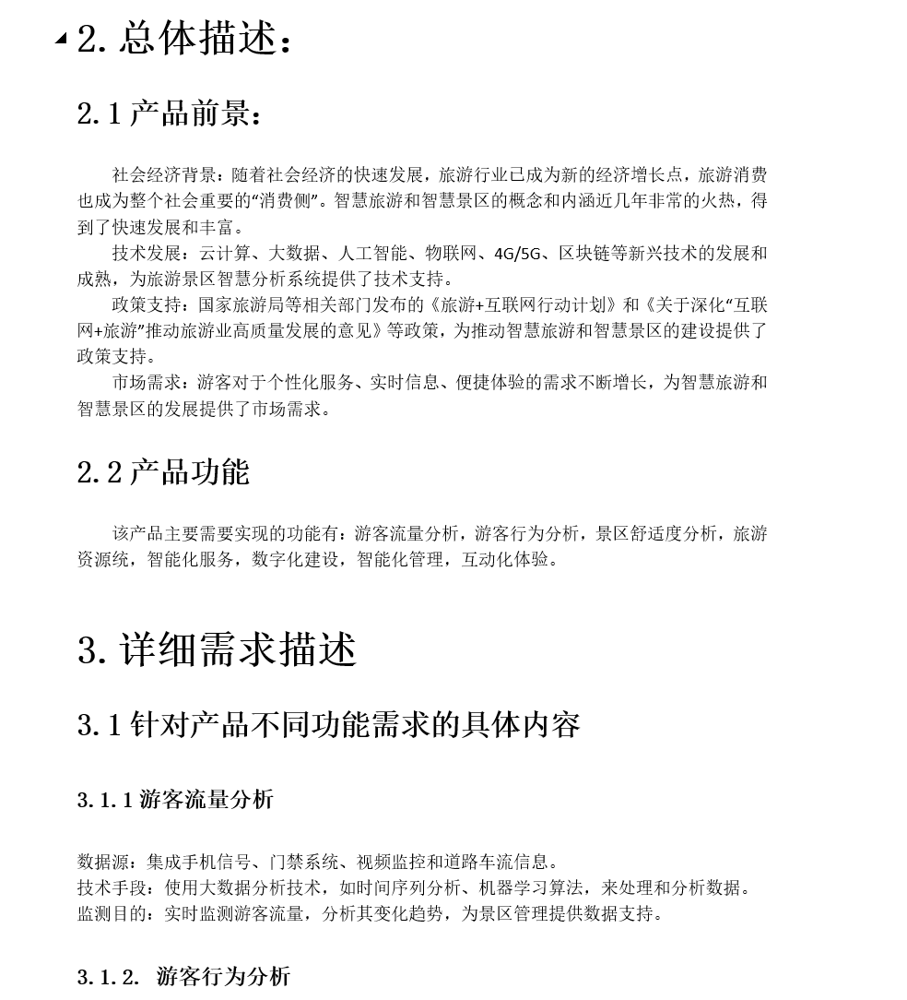 2.总体描述：
2.1 产品前景：
社会经济背景：随着社会经济的快速发展，旅游行业已成为新的经济增长点，旅游消费
也成为整个社会重要的“消费侧”。智慧旅游和智慧景区的概念和内涵近几年非常的火热，得
到了快速发展和丰富。
技术发展：云计算、大数据、人工智能、物联网、4G/5G、区块链等新兴技术的发展和
成熟，为旅游景区智慧分析系统提供了技术支持。
政策支持：国家旅游局等相关部门发布的《旅游+互联网行动计划》和《关于深化“互联
网+旅游”推动旅游业高质量发展的意见》等政策，为推动智慧旅游和智慧景区的建设提供了
政策支持。
市场需求：游客对于个性化服务、实时信息、便捷体验的需求不断增长，为智慧旅游和
智慧景区的发展提供了市场需求。
2.2 产品功能
该产品主要需要实现的功能有：游客流量分析，游客行为分析，景区舒适度分析，旅游
资源统，智能化服务，数字化建设，智能化管理，互动化体验。
3.详细需求描述
3.1 针对产品不同功能需求的具体内容
3.1.1 游客流量分析
数据源：集成手机信号、门禁系统、视频监控和道路车流信息。
技术手段：使用大数据分析技术，如时间序列分析、机器学习算法，来处理和分析数据。
监测目的：实时监测游客流量，分析其变化趋势，为景区管理提供数据支持。
3.1.2. 游客行为分析